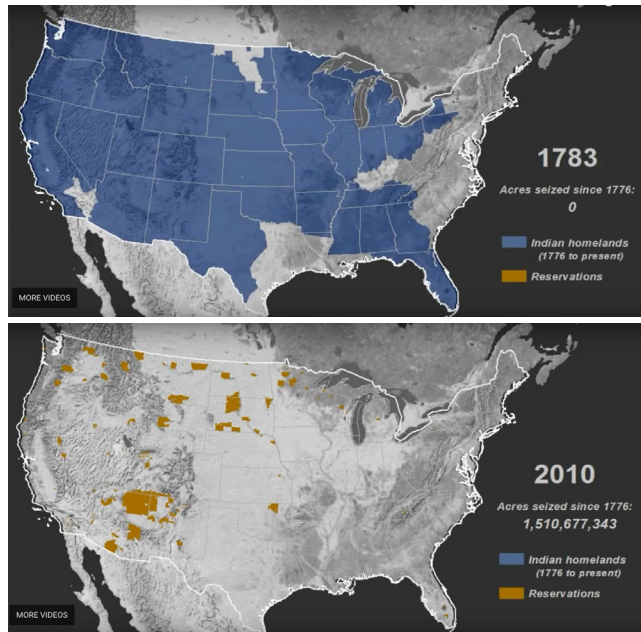 1783
Acres seized since 1776:
0
Indian homelands
(1776 to present)
Reservations
MORE VIDEOS
2010
Acres seized since 1776:
1,510,677,343
Indian homelands
(1776 to present)
Reservations
MORE VIDEOS